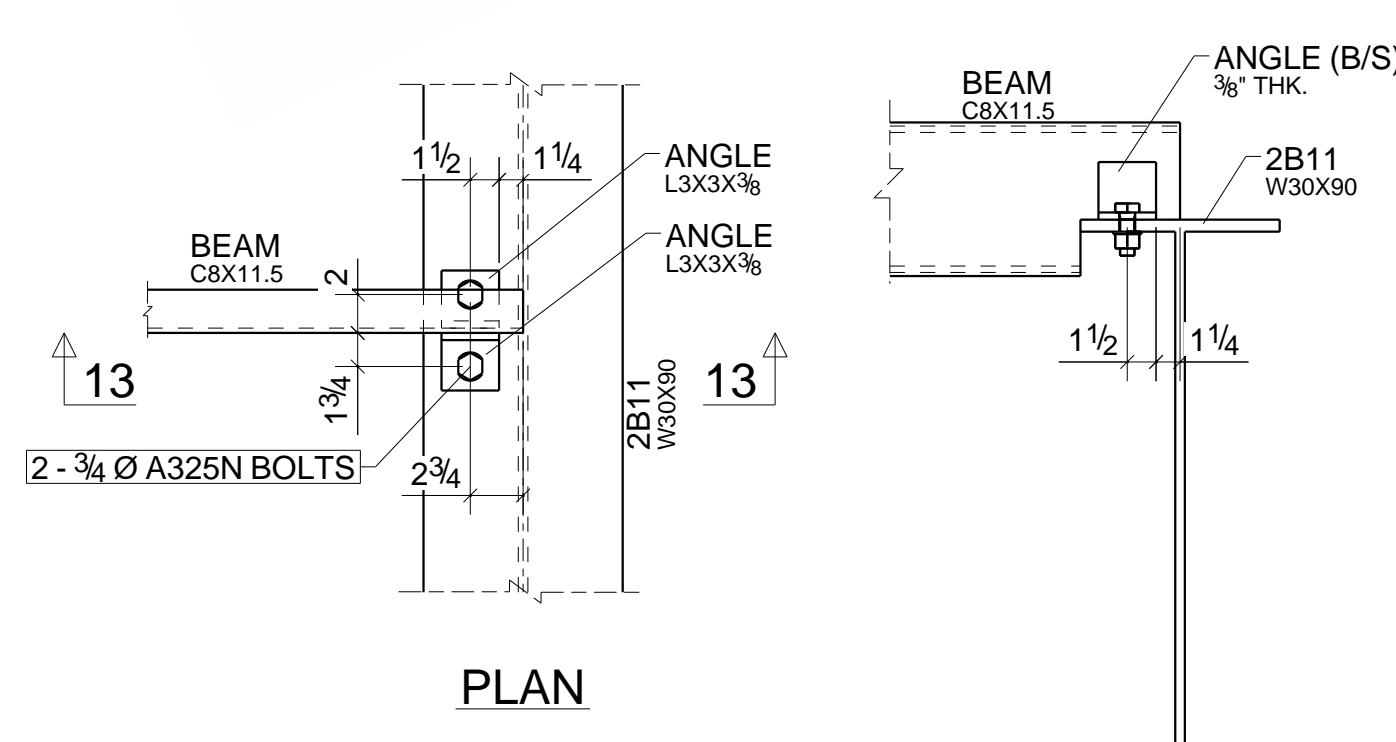 1 1/2
1 1/4
ANGLE
L3X3X3/8
ANGLE
L3X3X3/8
BEAM
C8X11.5
2
13
1 3/4
2B11
W30X90
13
2 - 3/4 Ø A325N BOLTS
2 3/4
PLAN
BEAM
C8X11.5
ANGLE (B/S)
3/8" THK.
2B11
W30X90
1 1/2
1 1/4